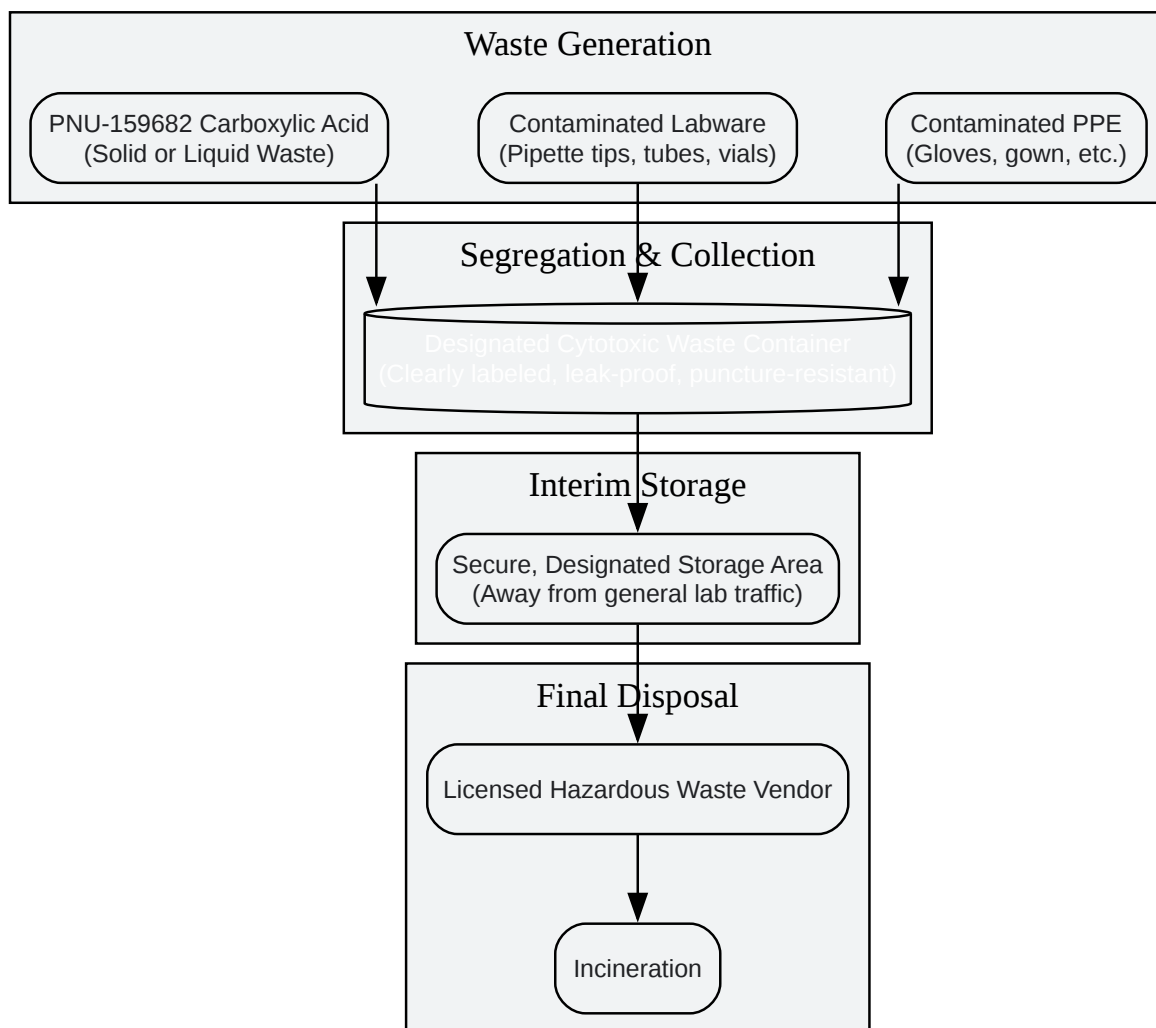 Waste Generation
PNU-159682 Carboxylic Acid
(Solid or Liquid Waste)
Contaminated Labware
(Pipette tips, tubes, vials)
Contaminated PPE
(Gloves, gown, etc.)
Segregation & Collection
Designated Cytotoxic Waste Container
(Clearly labeled, leak-proof, puncture-resistant)
Interim Storage
Secure, Designated Storage Area
(Away from general lab traffic)
Final Disposal
Licensed Hazardous Waste Vendor
Incineration